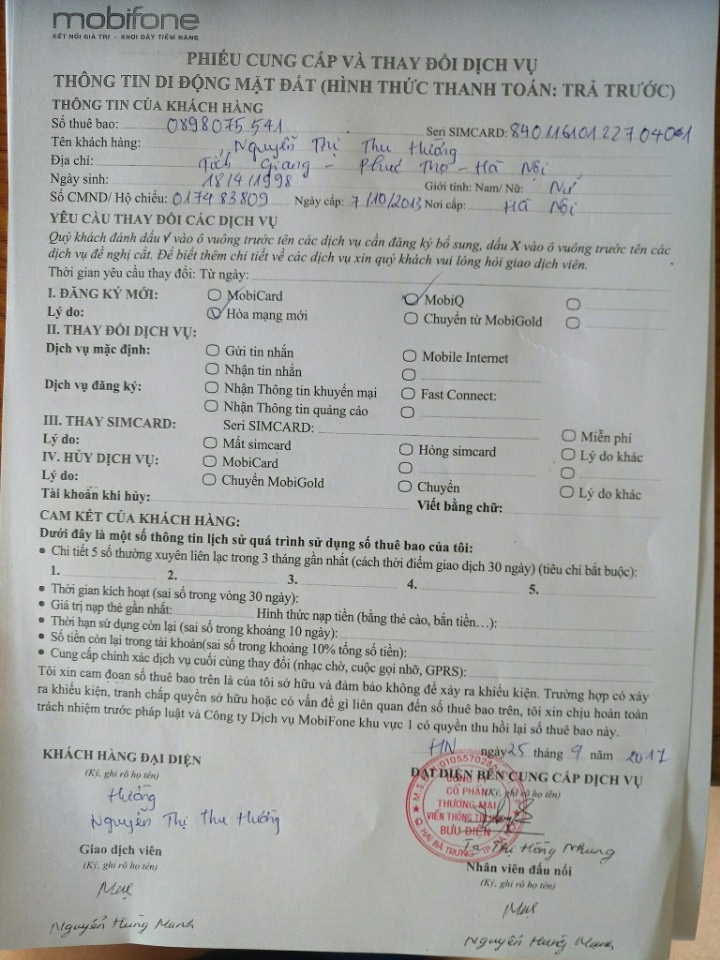 mobifone
KẾT NỐI GIÁ TRỊ - KHƠI DẬY TIỀM NĂNG
PHIẾU CUNG CẤP VÀ THAY ĐỔI DỊCH VỤ
THÔNG TIN DI ĐỘNG MẶT ĐẤT (HÌNH THỨC THANH TOÁN: TRẢ TRƯỚC)
THÔNG TIN CỦA KHÁCH HÀNG
Số thuê bao: 0898075541 Seri SIMCARD:
Tên khách hàng: Nguyễn Thị Thu Hường
Địa chỉ: Tích Giang - Phúc Thọ - Hà Nội
Ngày sinh: 18/4/1998 Giới tính: Nam/ Nữ: Nữ
Số CMND/ Hộ chiếu: 017483809 Ngày cấp: 7/10/2013 Nơi cấp: Hà Nội
YÊU CẦU THAY ĐỔI CÁC DỊCH VỤ
Quý khách đánh dấu V vào ô vuông trước tên các dịch vụ cần đăng ký bổ sung, dấu X vào ô vuông trước tên các
dịch vụ đề nghị cắt. Để biết thêm chi tiết về các dịch vụ xin quý khách vui lòng hỏi giao dịch viên.
Thời gian yêu cầu thay đổi: Từ ngày:
I. ĐĂNG KÝ MỚI: MobiCard MobiQ
Lý do: Hòa mạng mới Chuyển từ MobiGold
II. THAY ĐỔI DỊCH VỤ:
Dịch vụ mặc định: Gửi tin nhắn Mobile Internet
Nhận tin nhắn
Dịch vụ đăng ký: Nhận Thông tin khuyến mại Fast Connect:
Nhận Thông tin quảng cáo
III. THAY SIMCARD: Seri SIMCARD: Miễn phí
Lý do: Mất simcard Hỏng simcard Lý do khác
IV. HỦY DỊCH VỤ: MobiCard
Lý do: Chuyển MobiGold Chuyển Lý do khác
Tài khoản khi hủy: Viết bằng chữ:
CAM KẾT CỦA KHÁCH HÀNG:
Dưới đây là một số thông tin lịch sử quá trình sử dụng số thuê bao của tôi:
• Chi tiết 5 số thường xuyên liên lạc trong 3 tháng gần nhất (cách thời điểm giao dịch 30 ngày) (tiêu chí bắt buộc):
1. 2. 3. 4. 5.
• Thời gian kích hoạt (sai số trong vòng 30 ngày):
• Giá trị nạp thẻ gần nhất: Hình thức nạp tiền (bằng thẻ cào, bắn tiền…):
• Thời hạn sử dụng còn lại (sai số trong khoảng 10 ngày):
• Số tiền còn lại trong tài khoản(sai số trong khoảng 10% tổng số tiền):
• Cung cấp chính xác dịch vụ cuối cùng thay đổi (nhạc chờ, cuộc gọi nhỡ, GPRS):
Tôi xin cam đoan số thuê bao trên là của tôi sở hữu và đảm bảo không để xảy ra khiếu kiện. Trường hợp có xảy
ra khiếu kiện, tranh chấp quyền sở hữu hoặc có vấn đề gì liên quan đến số thuê bao trên, tôi xin chịu hoàn toàn
trách nhiệm trước pháp luật và Công ty Dịch vụ MobiFone khu vực 1 có quyền thu hồi lại số thuê bao này.
HN ngày 25 tháng 9 năm 2017
KHÁCH HÀNG ĐẠI DIỆN
(Ký, ghi rõ họ tên)
Hường
Nguyễn Thị Thu Hường
Giao dịch viên
(Ký, ghi rõ họ tên)
Nguyễn Hùng Mạnh
ĐẠI DIỆN BÊN CUNG CẤP DỊCH VỤ
(Ký, ghi rõ họ tên)
CỔ PHẦN
THƯƠNG MẠI
VIỄN THÔNG
BƯU ĐIỆN
HAI BÀ TRƯNG
Tạ Thị Hồng Nhung
Nhân viên đấu nối
(Ký, ghi rõ họ tên)
Nguyễn Hùng Mạnh